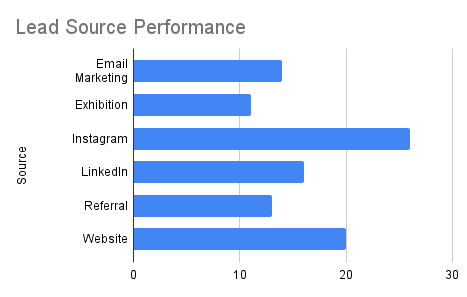 Lead Source Performance
Email
Marketing
Exhibition
Instagram
LinkedIn
Referral
Website
Source
0
10
20
30